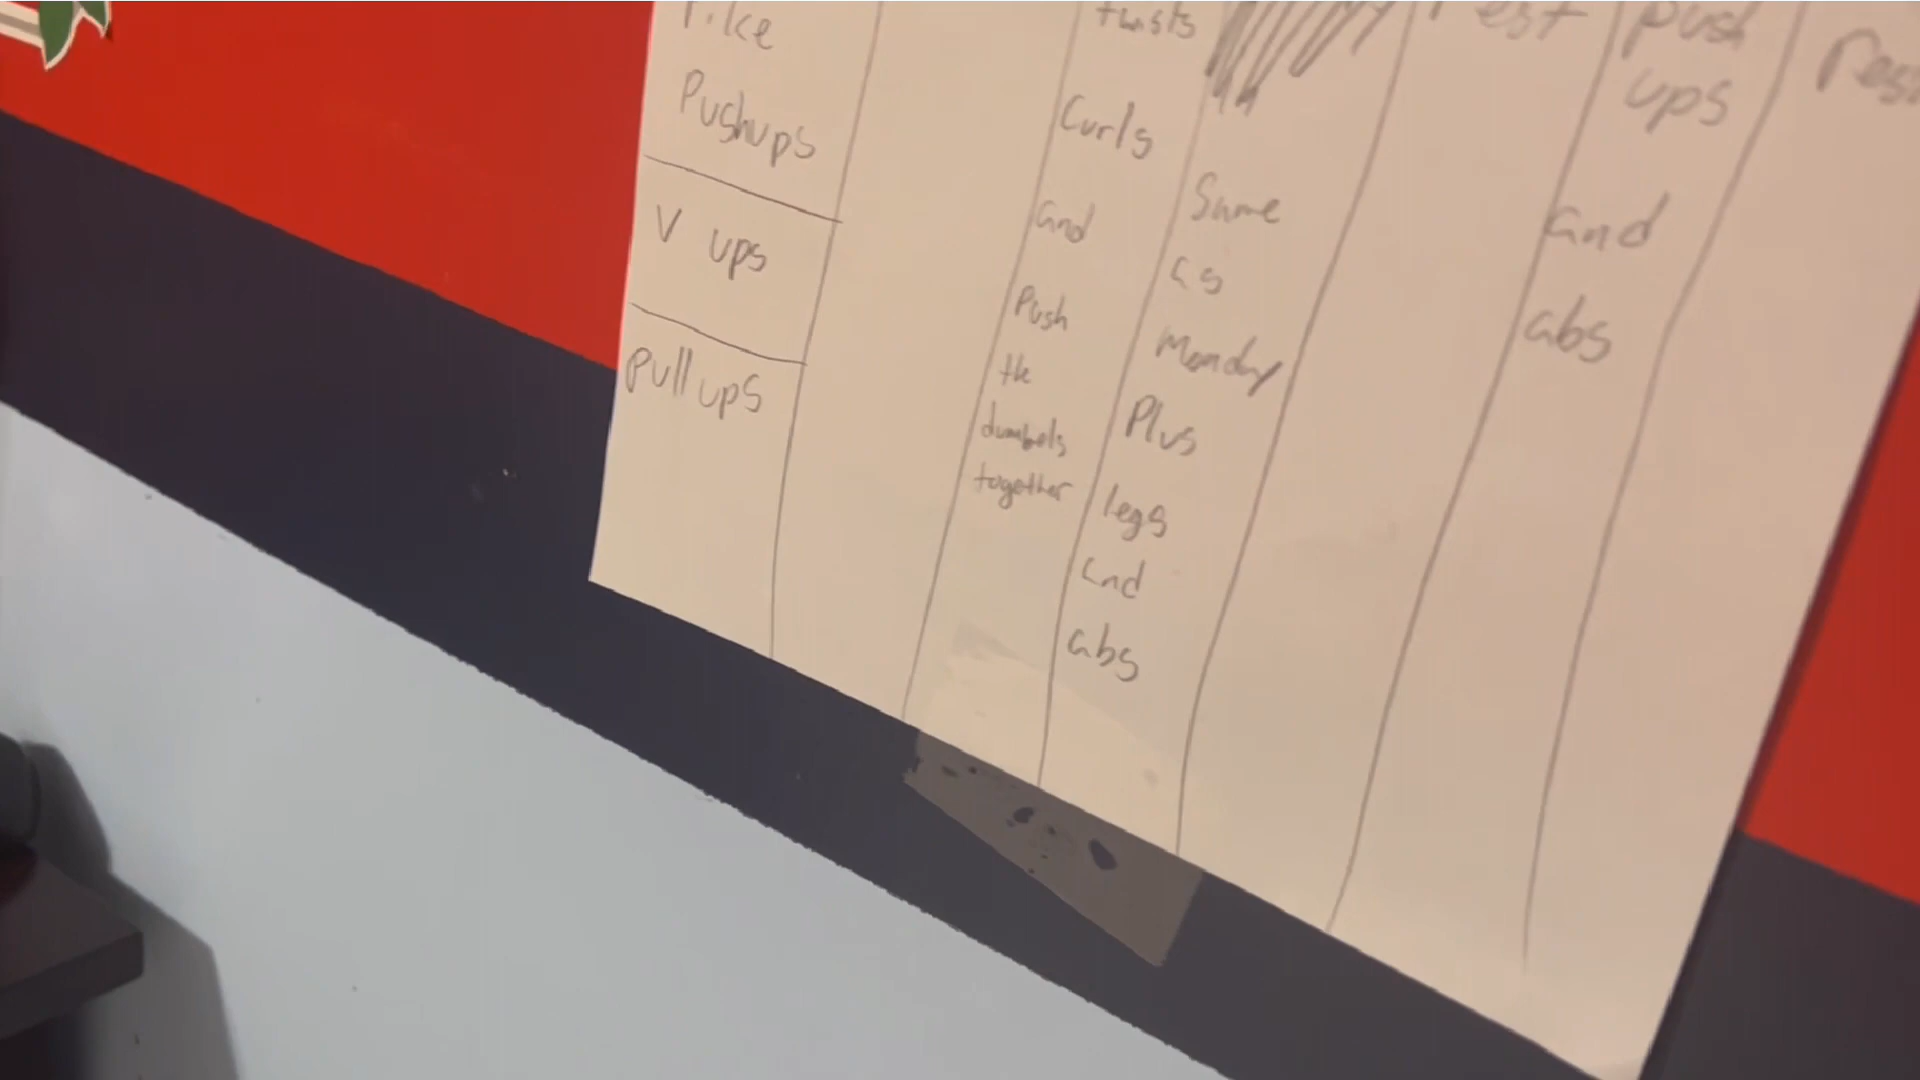 Pike
Pushups
V ups
Pull ups
twists
Curls
and
Push
the
dumbels
together
Same
as
Monday
Plus
legs
and
abs
rest
Push
ups
and
abs
rest